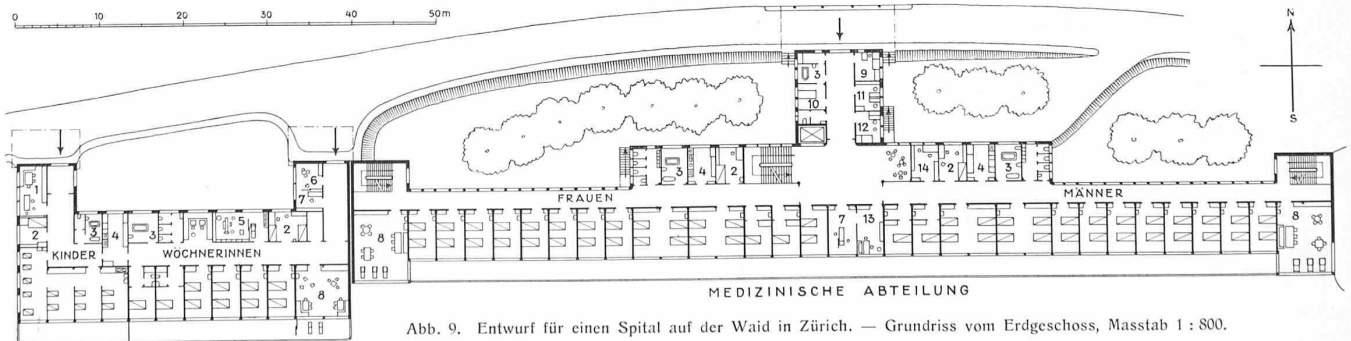 0 10 20 30 40 50 m
N
S
3 9
10 11
12
1 6
7
2 3 4 3 5 2
3 4 2 14 2 4 3
FRAUEN MÄNNER
KINDER WÖCHNERINNEN
8 7 13 8
8
MEDIZINISCHE ABTEILUNG
Abb. 9. Entwurf für einen Spital auf der Waid in Zürich. — Grundriss vom Erdgeschoss, Masstab 1 : 800.